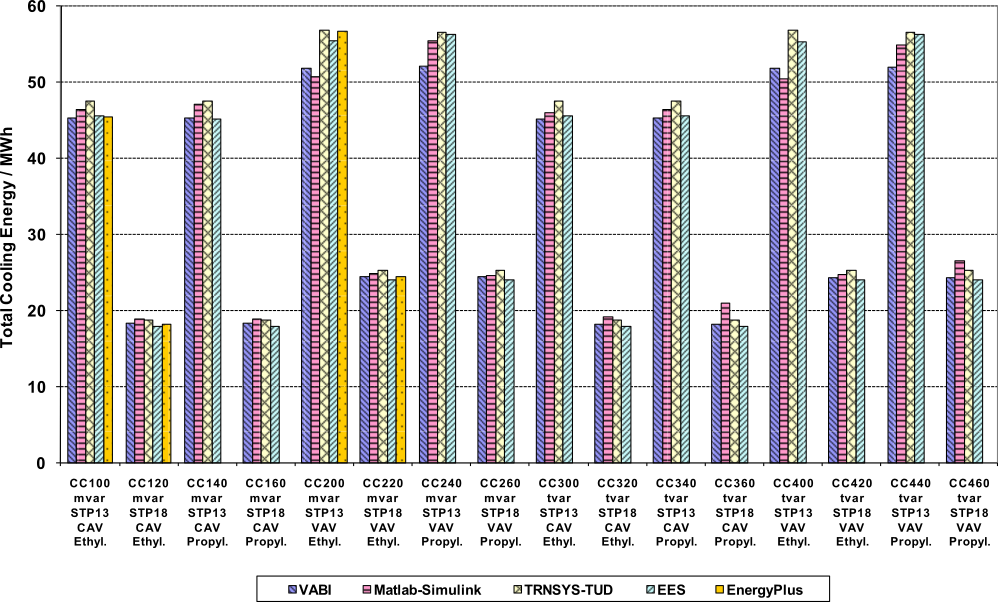 60
50
40
30
20
10
0
Total Cooling Energy / MWh
CC100 CC120 CC140 CC160 CC200 CC220 CC240 CC260 CC300 CC320 CC340 CC360 CC400 CC420 CC440 CC460
mvar mvar mvar mvar mvar mvar mvar mvar tvar tvar tvar tvar tvar tvar tvar tvar
STP13 STP18 STP13 STP18 STP13 STP18 STP13 STP18 STP13 STP18 STP13 STP18 STP13 STP18 STP13 STP18
CAV CAV CAV CAV VAV VAV VAV VAV CAV CAV CAV CAV VAV VAV VAV VAV
Ethyl. Ethyl. Propyl. Propyl. Ethyl. Ethyl. Propyl. Propyl. Ethyl. Ethyl. Propyl. Propyl. Ethyl. Ethyl. Propyl. Propyl.
VABI Matlab-Simulink TRNSYS-TUD EES EnergyPlus